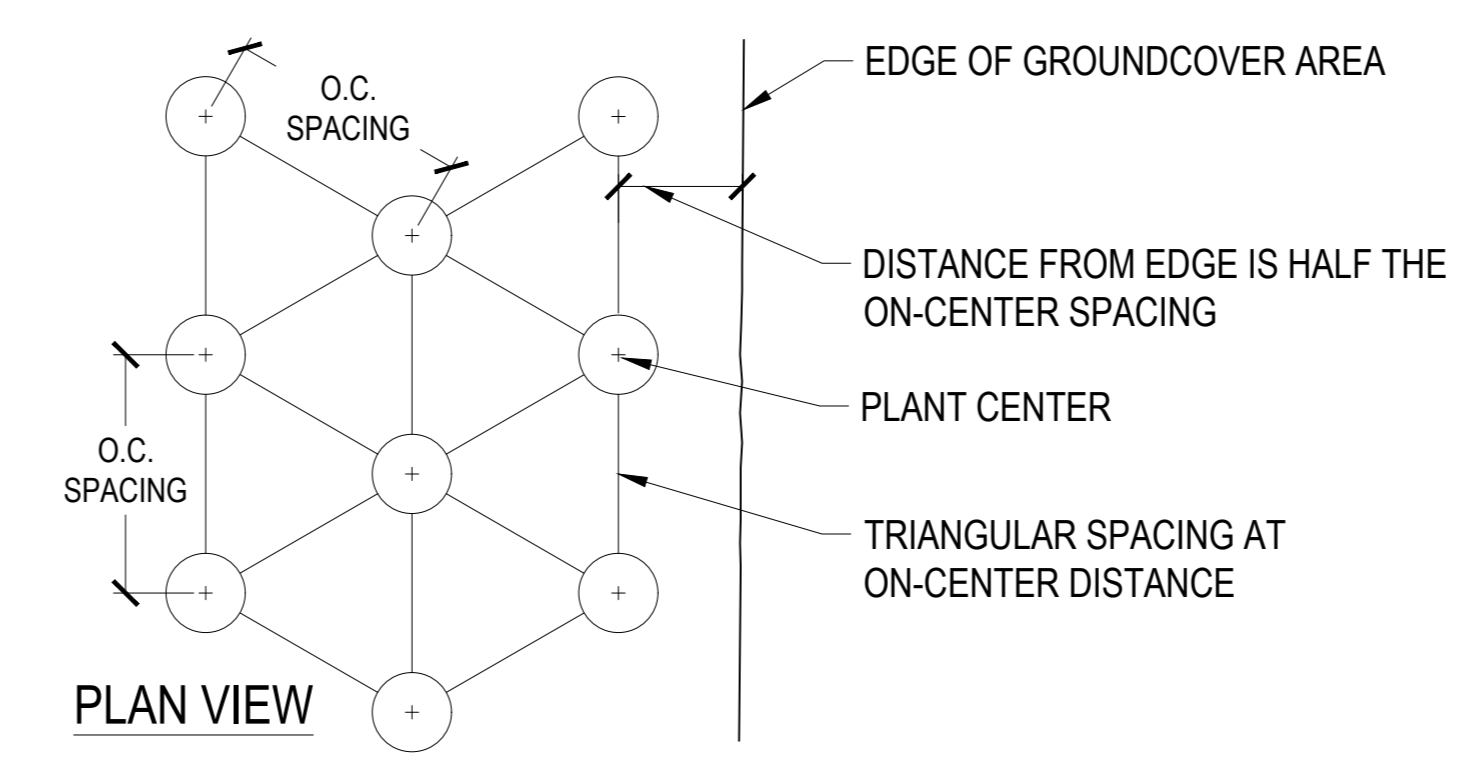 EDGE OF GROUNDCOVER AREA
O.C.
SPACING
DISTANCE FROM EDGE IS HALF THE
ON-CENTER SPACING
PLANT CENTER
O.C.
SPACING
TRIANGULAR SPACING AT
ON-CENTER DISTANCE
PLAN VIEW